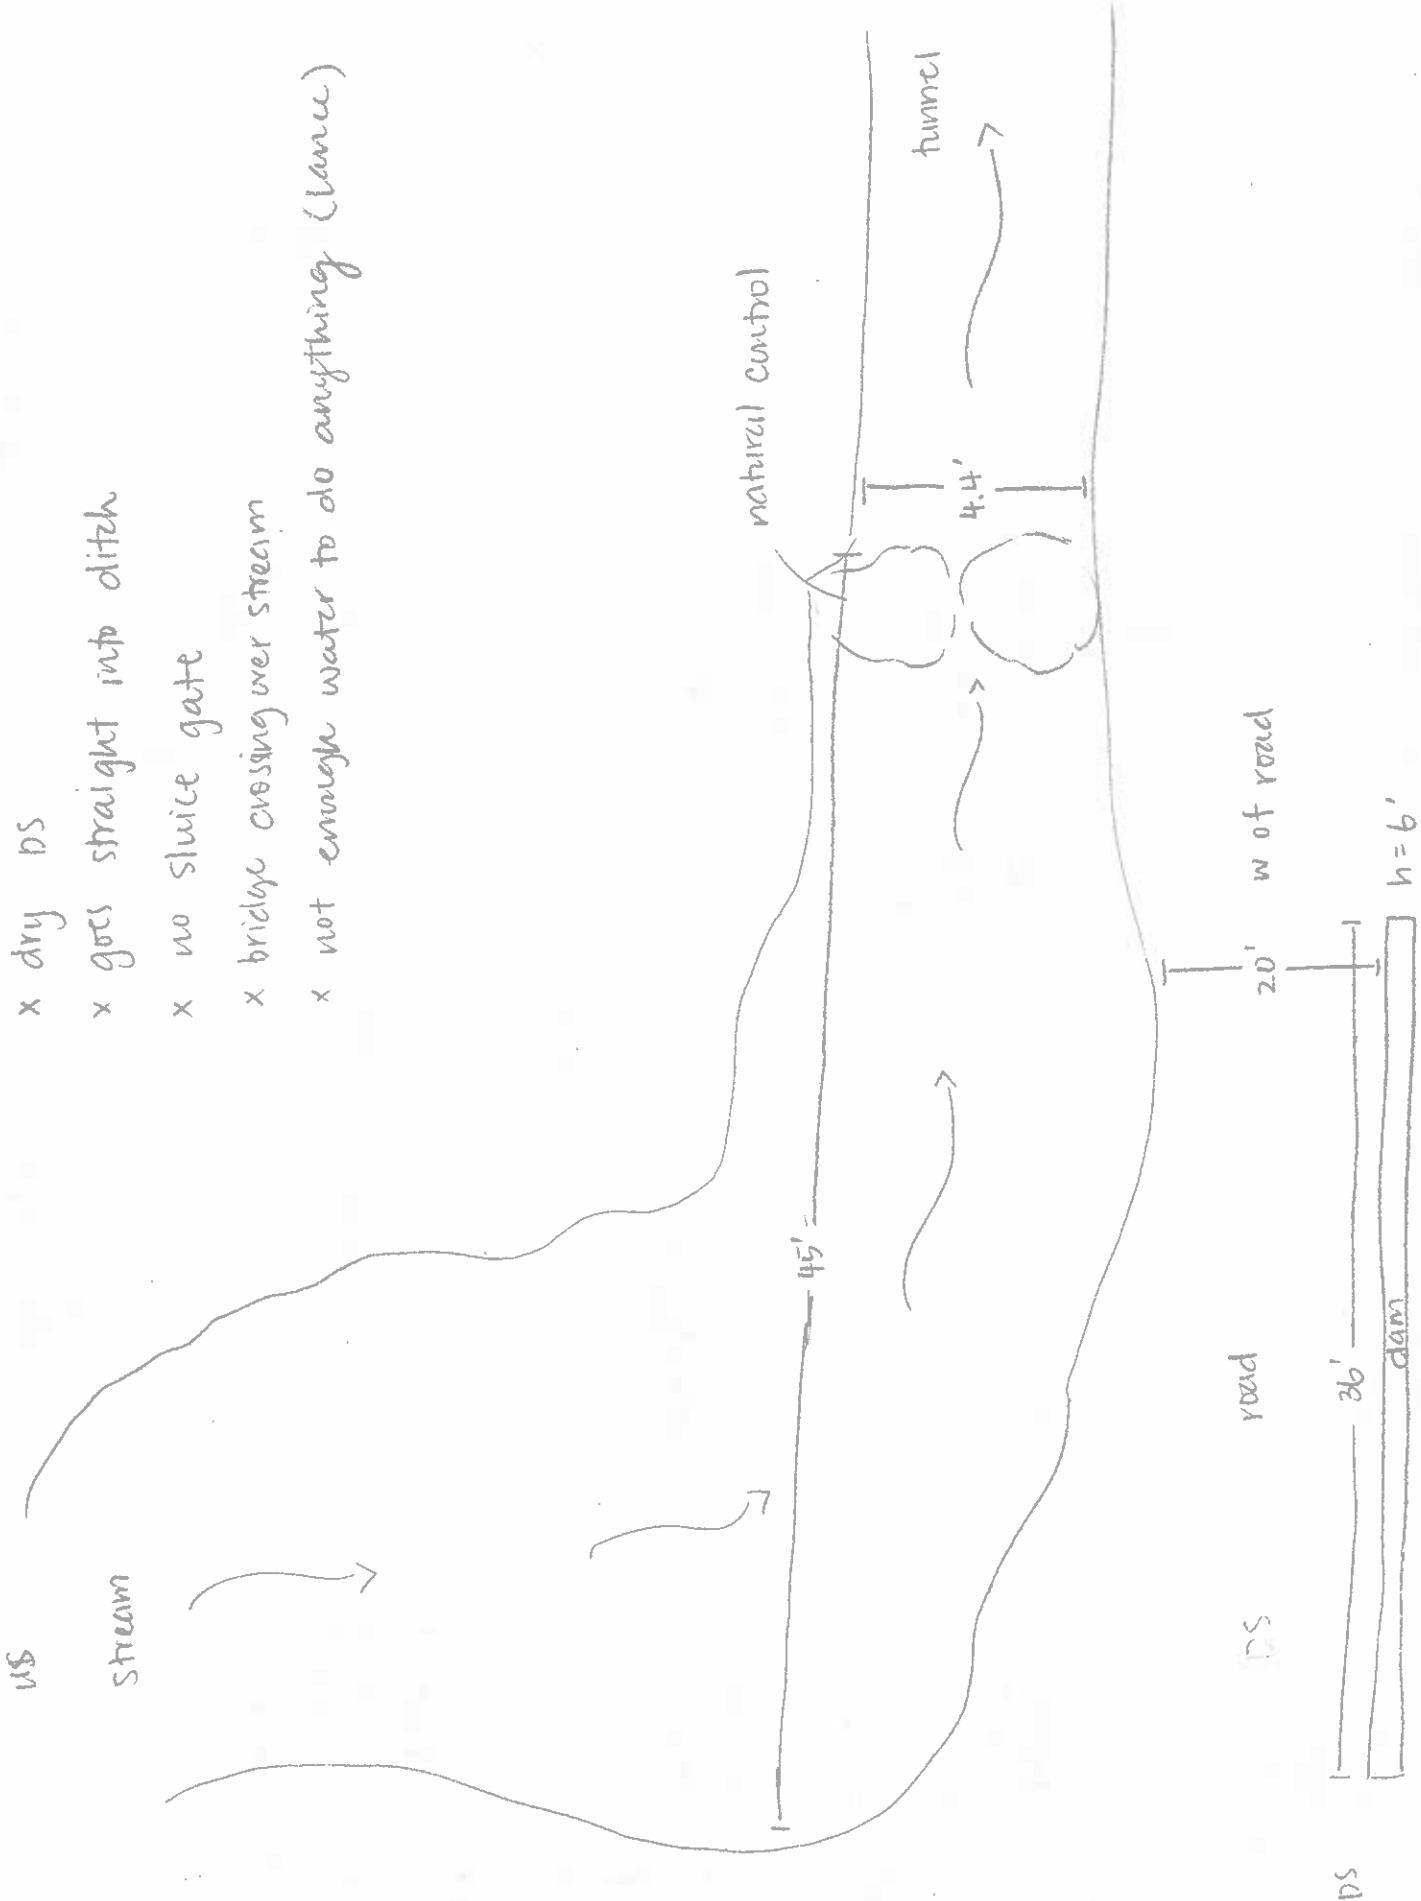 US
stream
x dry DS
x goes straight into ditch
x no sluice gate
x bridge crossing over stream
x not enough water to do anything (Lance)
natural control
tunnel
45'
4.4'
road
20' w of road
DS
36'
dam
h = 6'
DS